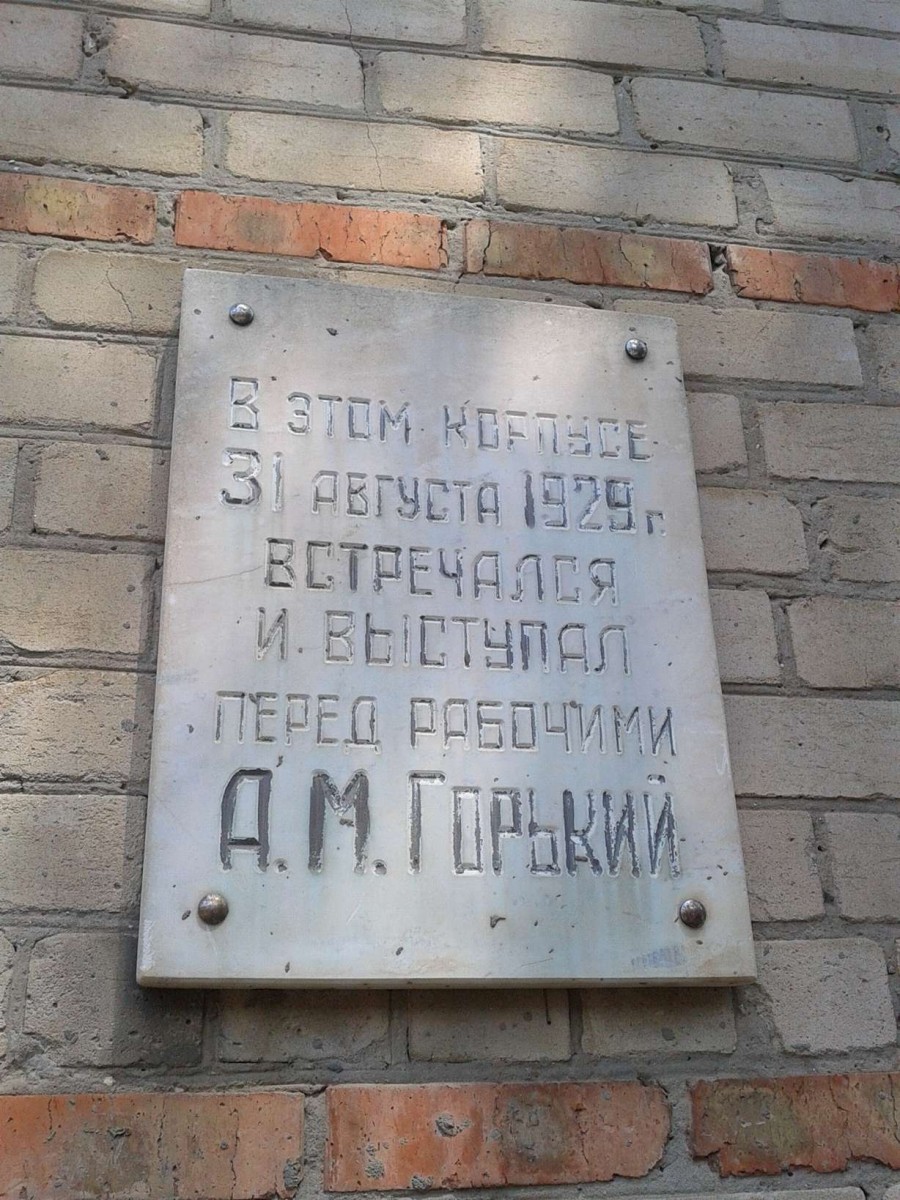 В этом корпусе
31 августа 1929 г.
встречался
и выступал
перед рабочими
А. М. Горький